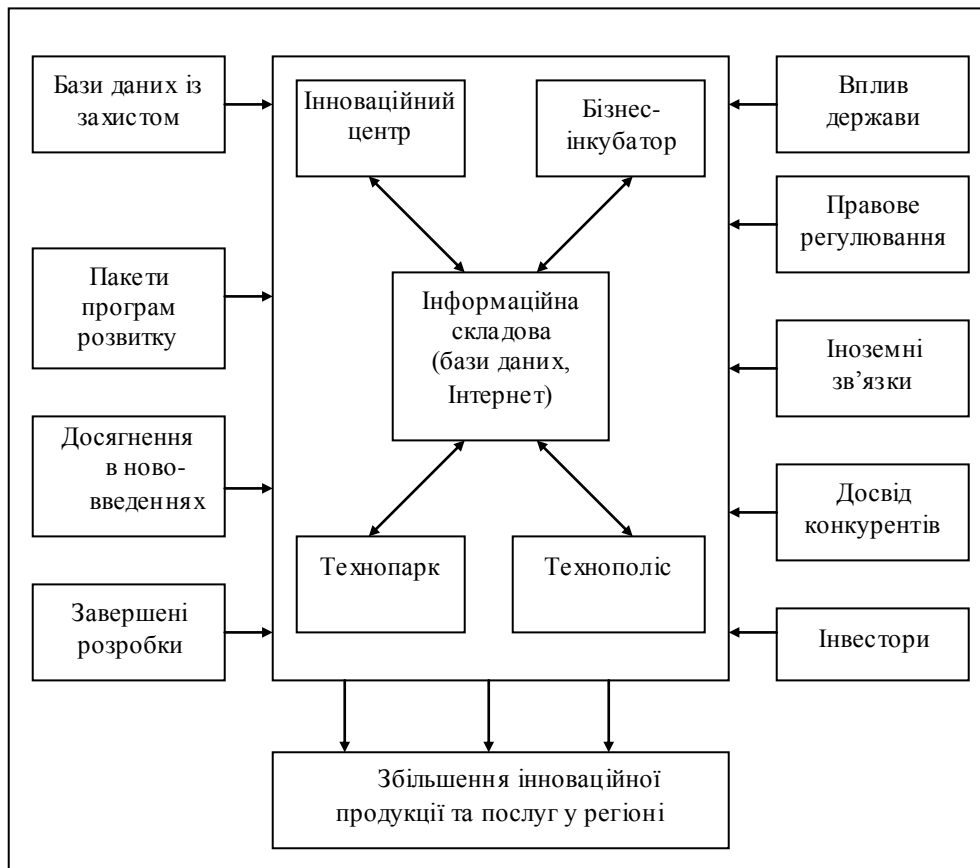 Бази даних із
захистом
Пакети
програм
розвитку
Досягнення
в ново-
введеннях
Завершені
розробки
Інноваційний
центр
Бізнес-
інкубатор
Інформаційна
складова
(бази даних,
Інтернет)
Технопарк
Технополіс
Вплив
держави
Правове
регулювання
Іноземні
зв’язки
Досвід
конкурентів
Інвестори
Збільшення інноваційної
продукції та послуг у регіоні